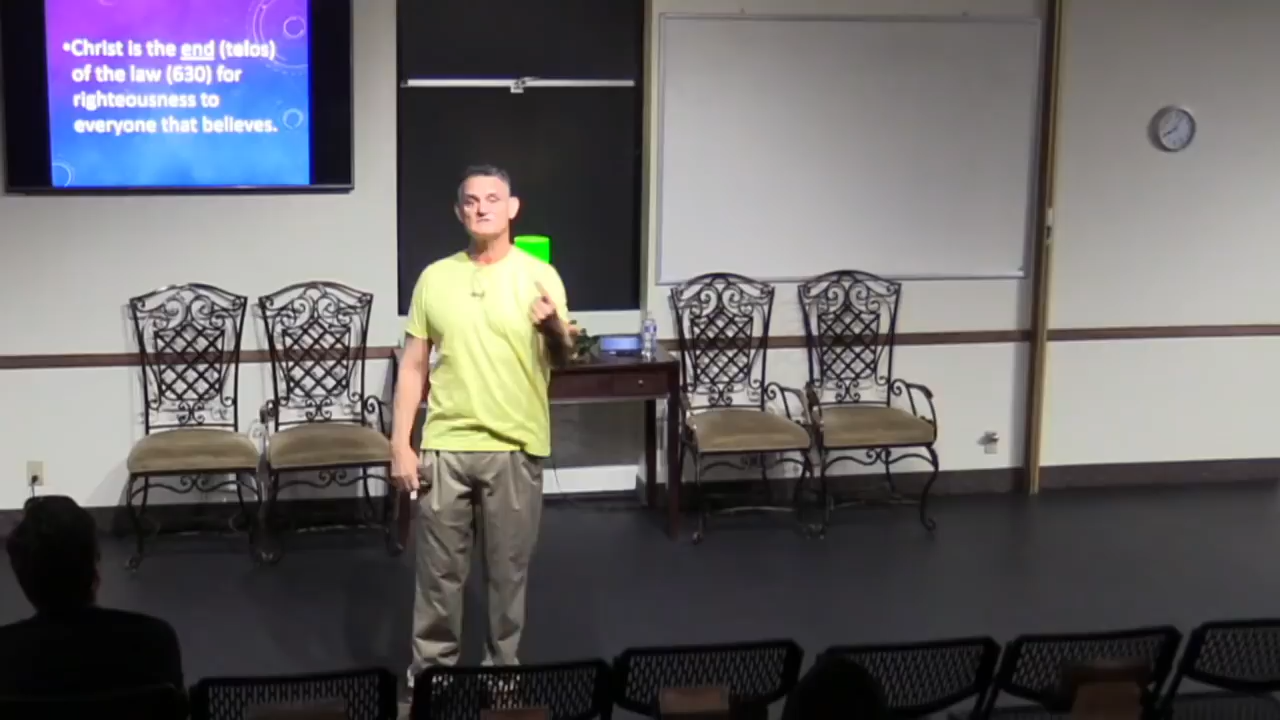 •Christ is the end (telos)
of the law (630) for
righteousness to
everyone that believes.